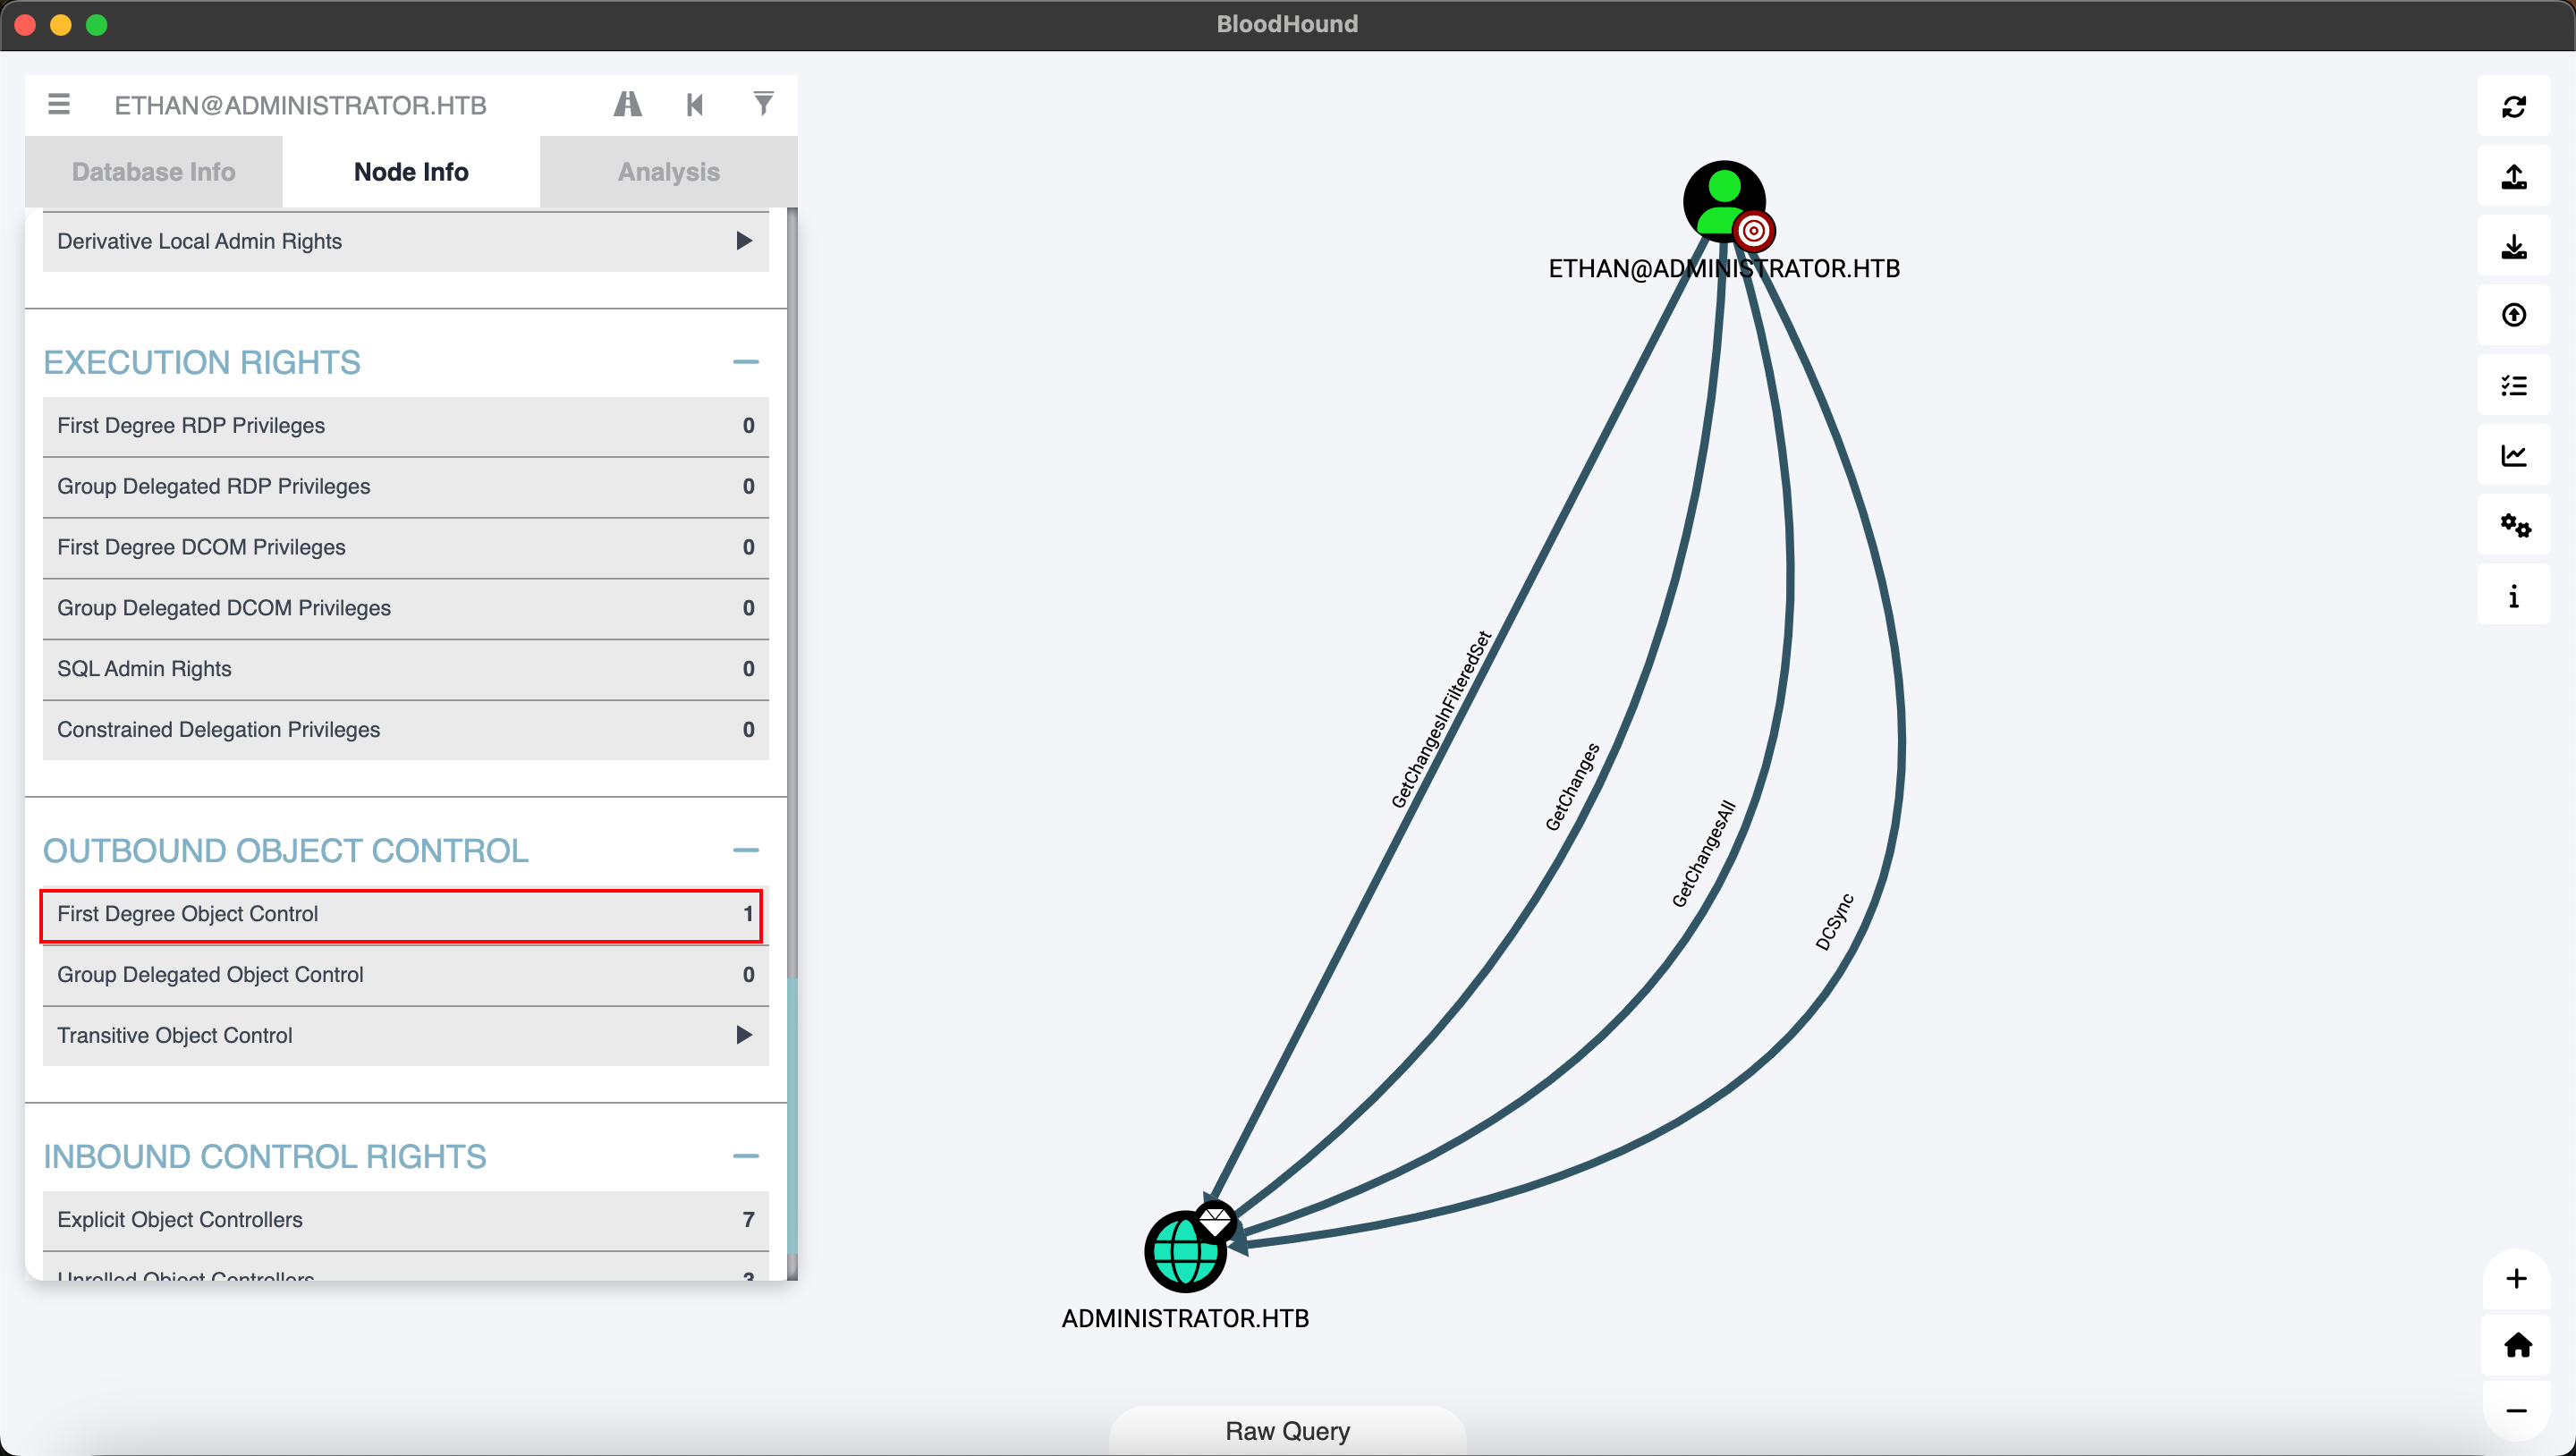 BloodHound
ETHAN@ADMINISTRATOR.HTB
Database Info
Node Info
Analysis
Derivative Local Admin Rights
EXECUTION RIGHTS
First Degree RDP Privileges 0
Group Delegated RDP Privileges 0
First Degree DCOM Privileges 0
Group Delegated DCOM Privileges 0
SQL Admin Rights 0
Constrained Delegation Privileges 0
OUTBOUND OBJECT CONTROL
First Degree Object Control 1
Group Delegated Object Control 0
Transitive Object Control
INBOUND CONTROL RIGHTS
Explicit Object Controllers 7
Unrolled Object Controllers 3
ETHAN@ADMINISTRATOR.HTB
GetChangesInFilteredSet
GetChanges
GetChangesAll
DCSync
ADMINISTRATOR.HTB
Raw Query